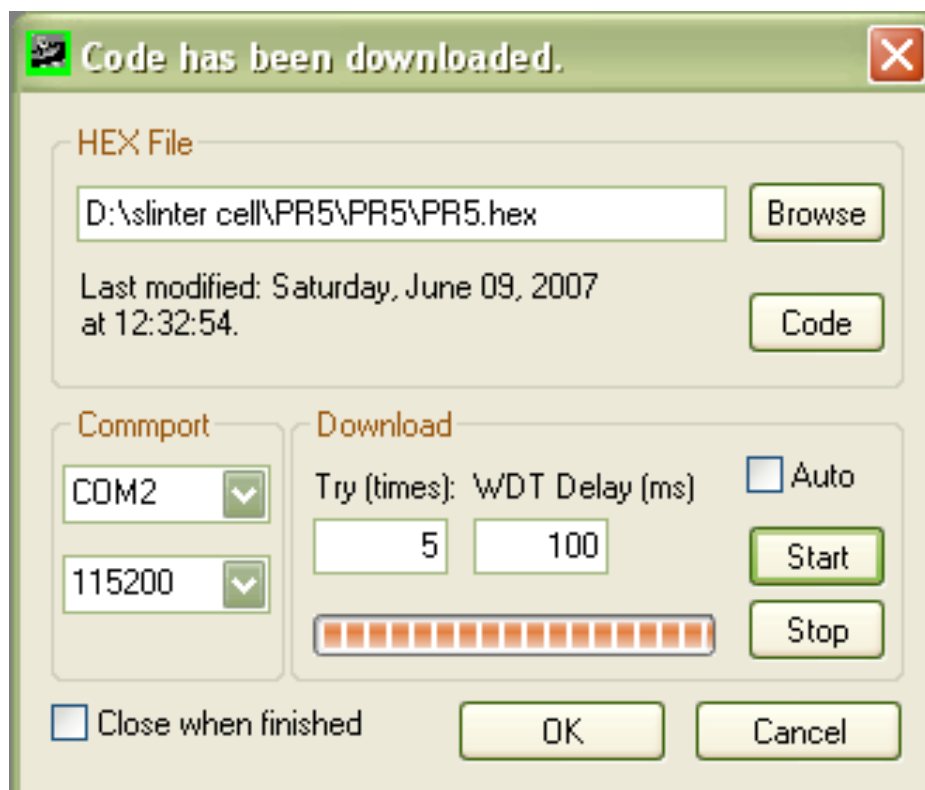 Code has been downloaded.
HEX File
D:\slinter cell\PR5\PR5\PR5.hex
Browse
Last modified: Saturday, June 09, 2007
at 12:32:54.
Code
Commport
COM2
115200
Download
Try (times): WDT Delay (ms)
5 100
Auto
Start
Stop
Close when finished
OK
Cancel